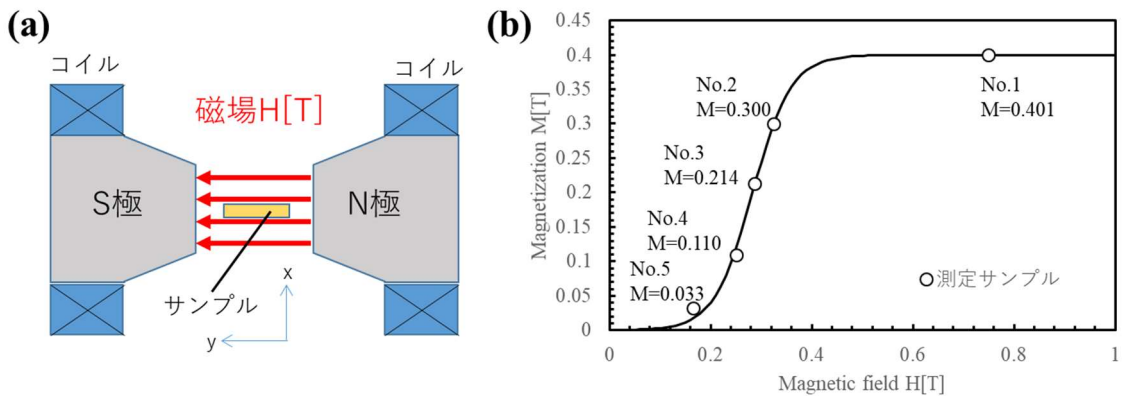 (a)
コイル
コイル
磁場H[T]
S極
N極
サンプル
x
y
(b)
Magnetization M[T]
0.45
0.4
0.35
0.3
0.25
0.2
0.15
0.1
0.05
0
No.1
M=0.401
No.2
M=0.300
No.3
M=0.214
No.4
M=0.110
No.5
M=0.033
測定サンプル
0
0.2
0.4
0.6
0.8
1
Magnetic field H[T]